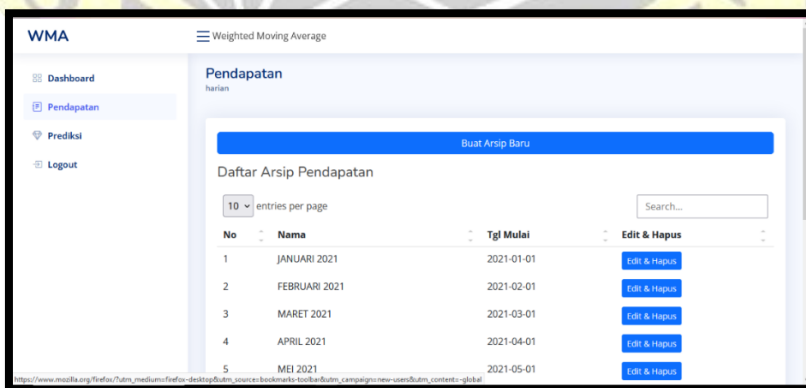 WMA
Weighted Moving Average
Dashboard
Pendapatan
Prediksi
Logout
Pendapatan
harian
Buat Arsip Baru
Daftar Arsip Pendapatan
10 entries per page
Search...
No Nama Tgl Mulai Edit & Hapus
1 JANUARI 2021 2021-01-01 Edit & Hapus
2 FEBRUARI 2021 2021-02-01 Edit & Hapus
3 MARET 2021 2021-03-01 Edit & Hapus
4 APRIL 2021 2021-04-01 Edit & Hapus
5 MEI 2021 2021-05-01 Edit & Hapus
https://www.mozilla.org/firefox/?utm_medium=firefox-desktop&utm_source=bookmarks-toolbar&utm_campaign=new-users&utm_content=-global